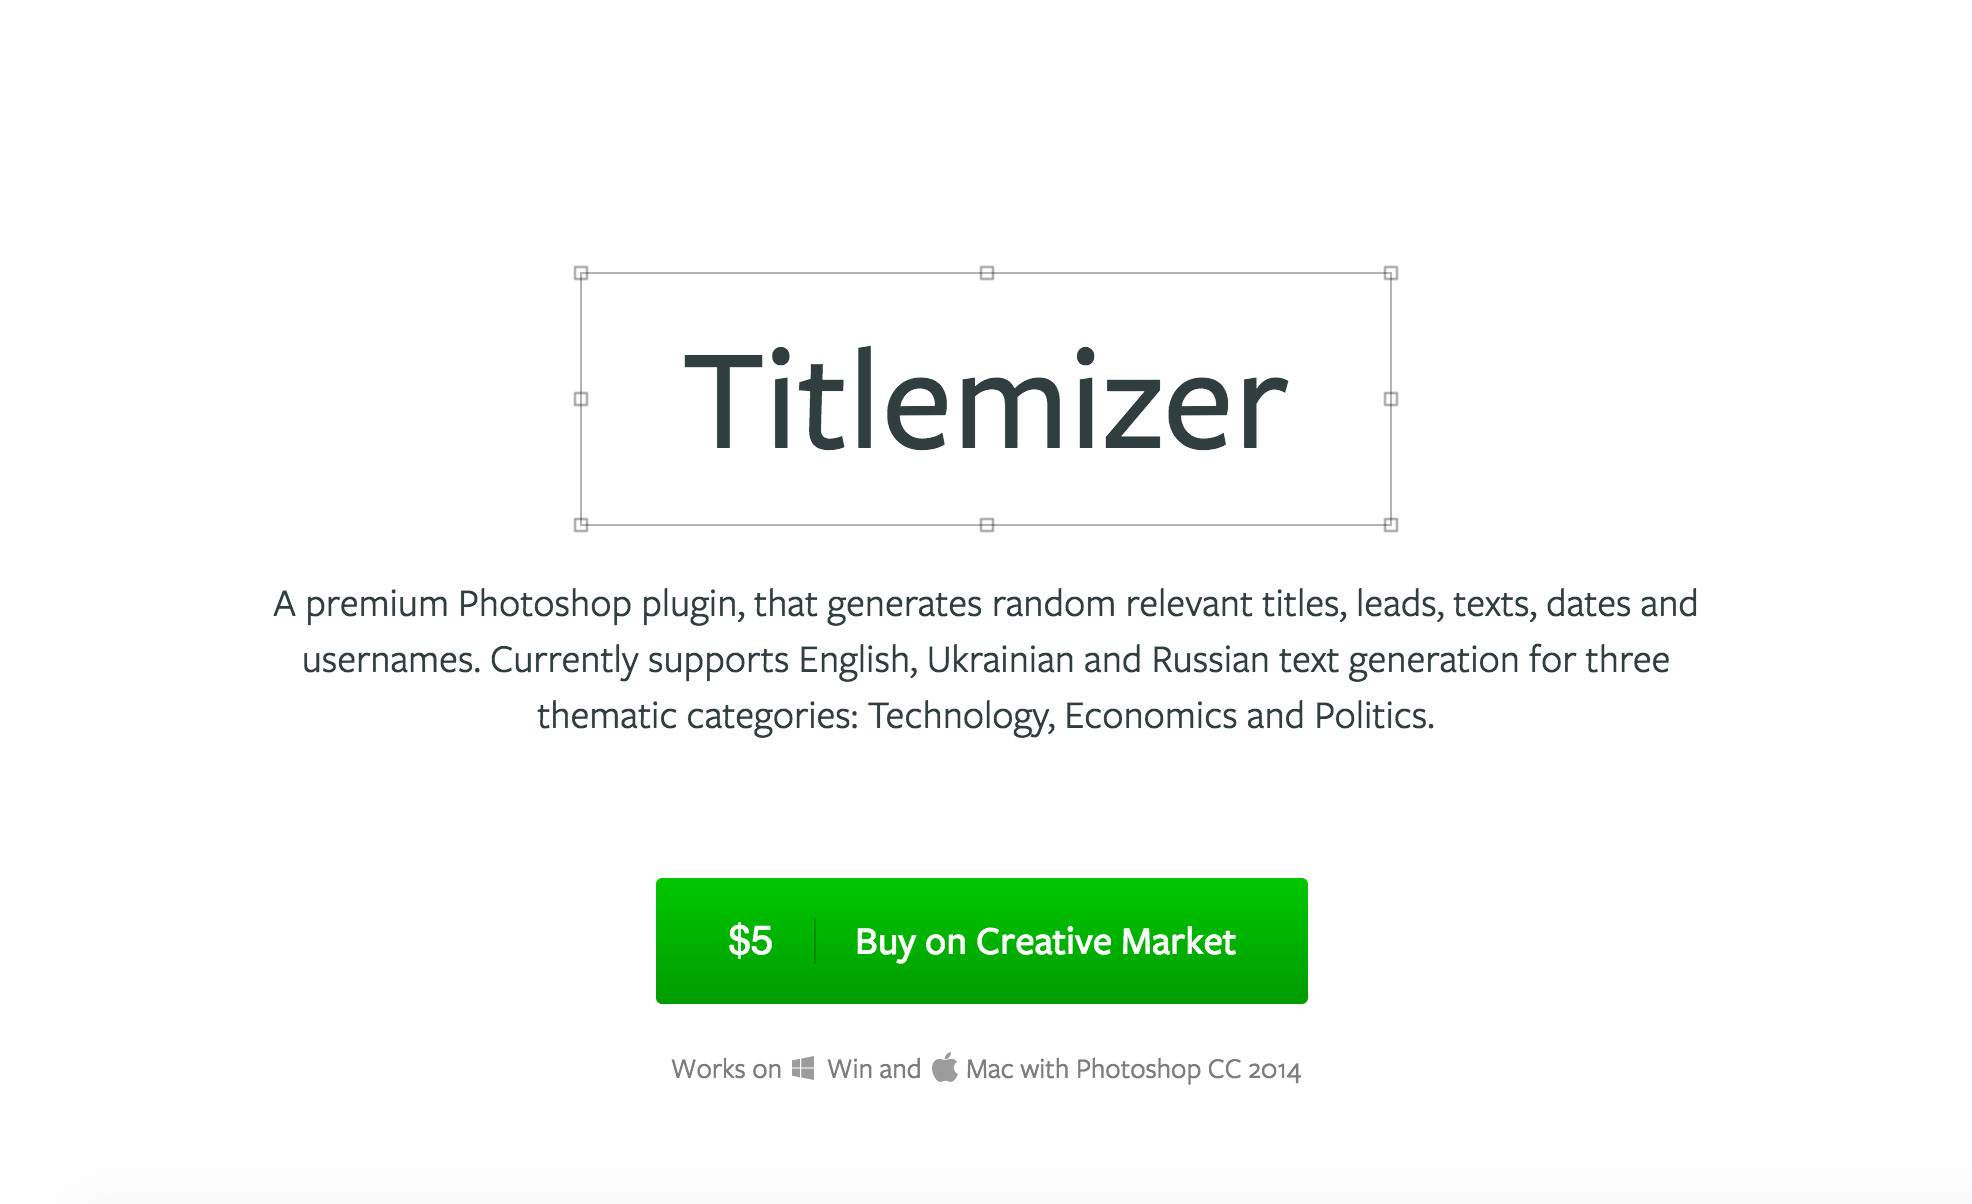 Titlemizer
A premium Photoshop plugin, that generates random relevant titles, leads, texts, dates and
usernames. Currently supports English, Ukrainian and Russian text generation for three
thematic categories: Technology, Economics and Politics.
$5 Buy on Creative Market
Works on Win and Mac with Photoshop CC 2014